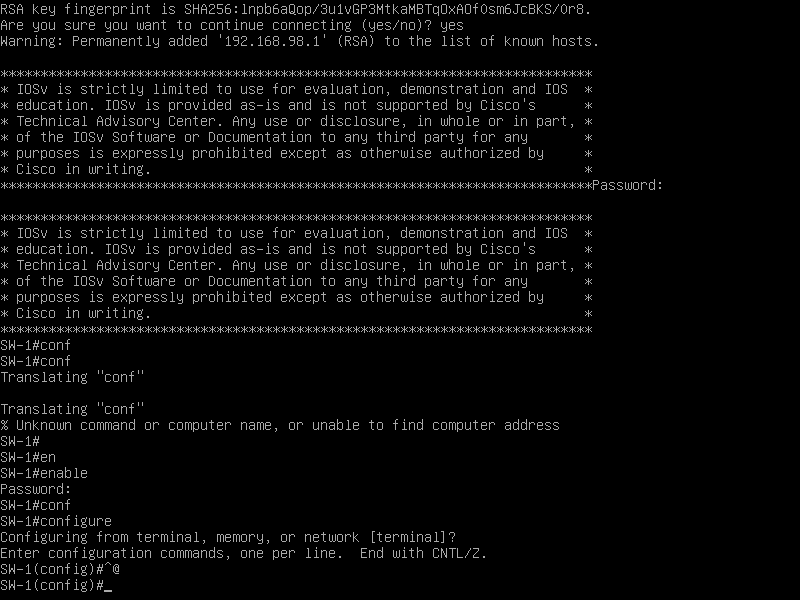 RSA key fingerprint is SHA256:lnpb6aQop/3u1vGP3MtkaMBTqOxAOfOsm6JcBKS/Or8.
Are you sure you want to continue connecting (yes/no)? yes
Warning: Permanently added '192.168.98.1' (RSA) to the list of known hosts.
**************************************************************************
* IOSv is strictly limited to use for evaluation, demonstration and IOS  *
* education. IOSv is provided as-is and is not supported by Cisco's      *
* Technical Advisory Center. Any use or disclosure, in whole or in part, *
* of the IOSv Software or Documentation to any third party for any       *
* purposes is expressly prohibited except as otherwise authorized by     *
* Cisco in writing.                                                      *
**************************************************************************Password:
**************************************************************************
* IOSv is strictly limited to use for evaluation, demonstration and IOS  *
* education. IOSv is provided as-is and is not supported by Cisco's      *
* Technical Advisory Center. Any use or disclosure, in whole or in part, *
* of the IOSv Software or Documentation to any third party for any       *
* purposes is expressly prohibited except as otherwise authorized by     *
* Cisco in writing.                                                      *
**************************************************************************
SW-1#conf
SW-1#conf
Translating "conf"
Translating "conf"
% Unknown command or computer name, or unable to find computer address
SW-1#
SW-1#en
SW-1#enable
Password:
SW-1#conf
SW-1#configure
Configuring from terminal, memory, or network [terminal]?
Enter configuration commands, one per line.  End with CNTL/Z.
SW-1(config)#^@
SW-1(config)#_